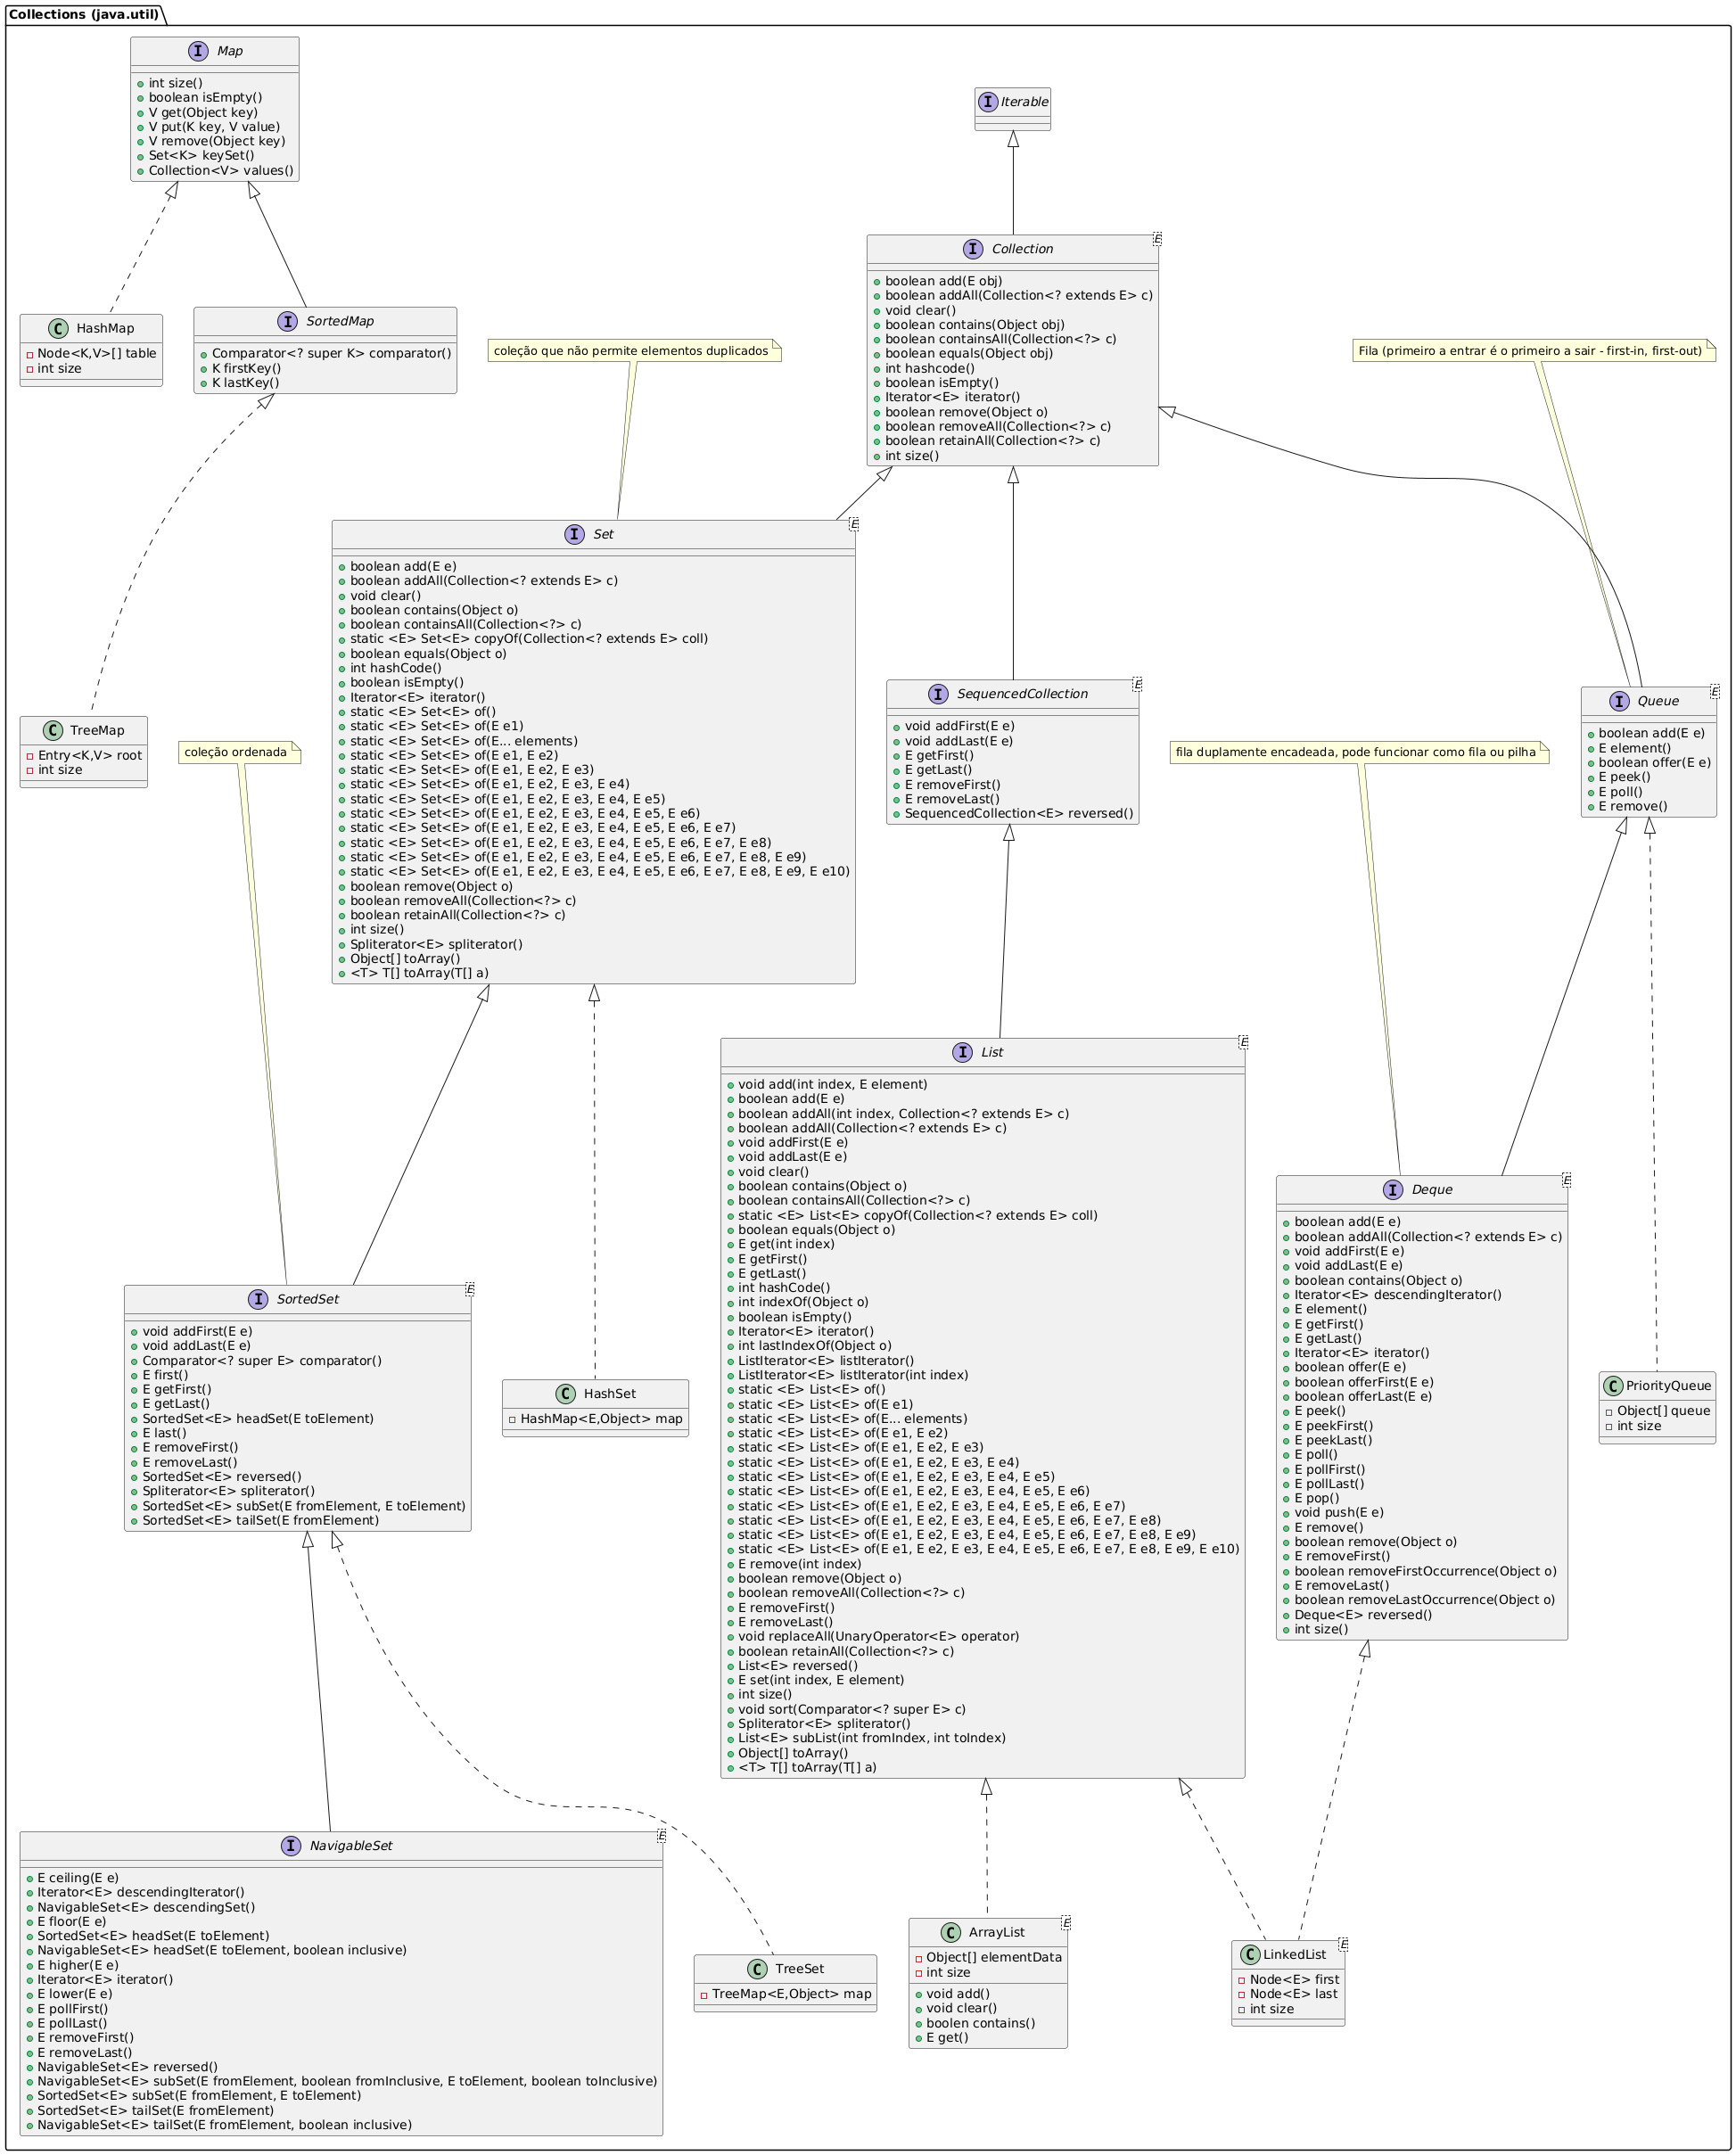 Collections (java.util)
I Map
int size()
boolean isEmpty()
V get(Object key)
V put(K key, V value)
V remove(Object key)
Set<K> keySet()
Collection<V> values()
I Iterable
I Collection E
boolean add(E obj)
boolean addAll(Collection<? extends E> c)
void clear()
boolean contains(Object obj)
boolean containsAll(Collection<?> c)
boolean equals(Object obj)
int hashcode()
boolean isEmpty()
Iterator<E> iterator()
boolean remove(Object o)
boolean removeAll(Collection<?> c)
boolean retainAll(Collection<?> c)
int size()
C HashMap
Node<K,V>[] table
int size
I SortedMap
Comparator<? super K> comparator()
K firstKey()
K lastKey()
coleção que não permite elementos duplicados
Fila (primeiro a entrar é o primeiro a sair - first-in, first-out)
I Set E
boolean add(E e)
boolean addAll(Collection<? extends E> c)
void clear()
boolean contains(Object o)
boolean containsAll(Collection<?> c)
static <E> Set<E> copyOf(Collection<? extends E> coll)
boolean equals(Object o)
int hashCode()
boolean isEmpty()
Iterator<E> iterator()
static <E> Set<E> of()
static <E> Set<E> of(E e1)
static <E> Set<E> of(E... elements)
static <E> Set<E> of(E e1, E e2)
static <E> Set<E> of(E e1, E e2, E e3)
static <E> Set<E> of(E e1, E e2, E e3, E e4)
static <E> Set<E> of(E e1, E e2, E e3, E e4, E e5)
static <E> Set<E> of(E e1, E e2, E e3, E e4, E e5, E e6)
static <E> Set<E> of(E e1, E e2, E e3, E e4, E e5, E e6, E e7)
static <E> Set<E> of(E e1, E e2, E e3, E e4, E e5, E e6, E e7, E e8)
static <E> Set<E> of(E e1, E e2, E e3, E e4, E e5, E e6, E e7, E e8, E e9)
static <E> Set<E> of(E e1, E e2, E e3, E e4, E e5, E e6, E e7, E e8, E e9, E e10)
boolean remove(Object o)
boolean removeAll(Collection<?> c)
boolean retainAll(Collection<?> c)
int size()
Spliterator<E> spliterator()
Object[] toArray()
<T> T[] toArray(T[] a)
I SequencedCollection E
void addFirst(E e)
void addLast(E e)
E getFirst()
E getLast()
E removeFirst()
E removeLast()
SequencedCollection<E> reversed()
I Queue E
boolean add(E e)
E element()
boolean offer(E e)
E peek()
E poll()
E remove()
C TreeMap
Entry<K,V> root
int size
coleção ordenada
fila duplamente encadeada, pode funcionar como fila ou pilha
I List E
void add(int index, E element)
boolean add(E e)
boolean addAll(int index, Collection<? extends E> c)
boolean addAll(Collection<? extends E> c)
void addFirst(E e)
void addLast(E e)
void clear()
boolean contains(Object o)
boolean containsAll(Collection<?> c)
static <E> List<E> copyOf(Collection<? extends E> coll)
boolean equals(Object o)
E get(int index)
E getFirst()
E getLast()
int hashCode()
int indexOf(Object o)
boolean isEmpty()
Iterator<E> iterator()
int lastIndexOf(Object o)
ListIterator<E> listIterator()
ListIterator<E> listIterator(int index)
static <E> List<E> of()
static <E> List<E> of(E e1)
static <E> List<E> of(E... elements)
static <E> List<E> of(E e1, E e2)
static <E> List<E> of(E e1, E e2, E e3)
static <E> List<E> of(E e1, E e2, E e3, E e4)
static <E> List<E> of(E e1, E e2, E e3, E e4, E e5)
static <E> List<E> of(E e1, E e2, E e3, E e4, E e5, E e6)
static <E> List<E> of(E e1, E e2, E e3, E e4, E e5, E e6, E e7)
static <E> List<E> of(E e1, E e2, E e3, E e4, E e5, E e6, E e7, E e8)
static <E> List<E> of(E e1, E e2, E e3, E e4, E e5, E e6, E e7, E e8, E e9)
static <E> List<E> of(E e1, E e2, E e3, E e4, E e5, E e6, E e7, E e8, E e9, E e10)
E remove(int index)
boolean remove(Object o)
boolean removeAll(Collection<?> c)
E removeFirst()
E removeLast()
void replaceAll(UnaryOperator<E> operator)
boolean retainAll(Collection<?> c)
List<E> reversed()
E set(int index, E element)
int size()
void sort(Comparator<? super E> c)
Spliterator<E> spliterator()
List<E> subList(int fromIndex, int toIndex)
Object[] toArray()
<T> T[] toArray(T[] a)
I Deque E
boolean add(E e)
boolean addAll(Collection<? extends E> c)
void addFirst(E e)
void addLast(E e)
boolean contains(Object o)
Iterator<E> descendingIterator()
E element()
E getFirst()
E getLast()
Iterator<E> iterator()
boolean offer(E e)
boolean offerFirst(E e)
boolean offerLast(E e)
E peek()
E peekFirst()
E peekLast()
E poll()
E pollFirst()
E pollLast()
E pop()
void push(E e)
E remove()
boolean remove(Object o)
E removeFirst()
boolean removeFirstOccurrence(Object o)
E removeLast()
boolean removeLastOccurrence(Object o)
Deque<E> reversed()
int size()
I SortedSet E
void addFirst(E e)
void addLast(E e)
Comparator<? super E> comparator()
E first()
E getFirst()
E getLast()
SortedSet<E> headSet(E toElement)
E last()
E removeFirst()
E removeLast()
SortedSet<E> reversed()
Spliterator<E> spliterator()
SortedSet<E> subSet(E fromElement, E toElement)
SortedSet<E> tailSet(E fromElement)
C HashSet
HashMap<E,Object> map
C PriorityQueue
Object[] queue
int size
I NavigableSet E
E ceiling(E e)
Iterator<E> descendingIterator()
NavigableSet<E> descendingSet()
E floor(E e)
SortedSet<E> headSet(E toElement)
NavigableSet<E> headSet(E toElement, boolean inclusive)
E higher(E e)
Iterator<E> iterator()
E lower(E e)
E pollFirst()
E pollLast()
E removeFirst()
E removeLast()
NavigableSet<E> reversed()
NavigableSet<E> subSet(E fromElement, boolean fromInclusive, E toElement, boolean toInclusive)
SortedSet<E> subSet(E fromElement, E toElement)
SortedSet<E> tailSet(E fromElement)
NavigableSet<E> tailSet(E fromElement, boolean inclusive)
C TreeSet
TreeMap<E,Object> map
C ArrayList E
Object[] elementData
int size
void add()
void clear()
boolen contains()
E get()
C LinkedList E
Node<E> first
Node<E> last
int size